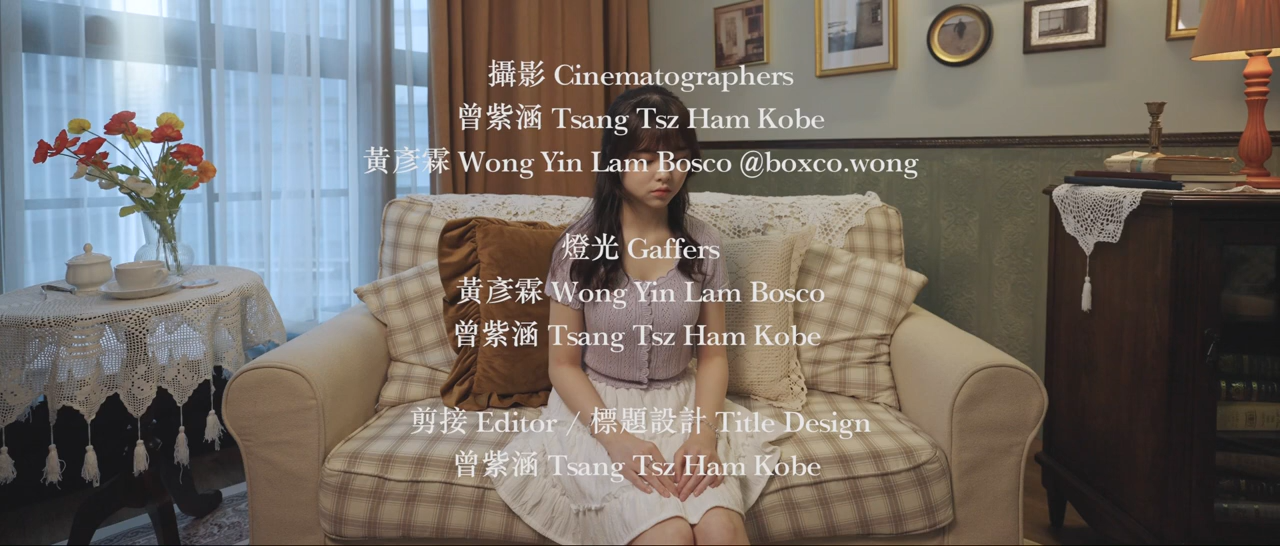 攝影 Cinematographers
曾紫涵 Tsang Tsz Ham Kobe
黃彥霖 Wong Yin Lam Bosco @boxco.wong
燈光 Gaffers
黃彥霖 Wong Yin Lam Bosco
曾紫涵 Tsang Tsz Ham Kobe
剪接 Editor / 標題設計 Title Design
曾紫涵 Tsang Tsz Ham Kobe